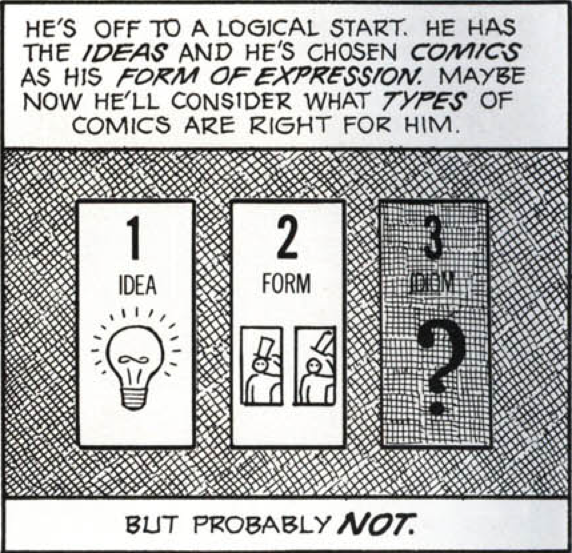 HE'S OFF TO A LOGICAL START. HE HAS
THE IDEAS AND HE'S CHOSEN COMICS
AS HIS FORM OF EXPRESSION. MAYBE
NOW HE'LL CONSIDER WHAT TYPES OF
COMICS ARE RIGHT FOR HIM.
1
IDEA
2
FORM
3
IDIOM
?
BUT PROBABLY NOT.